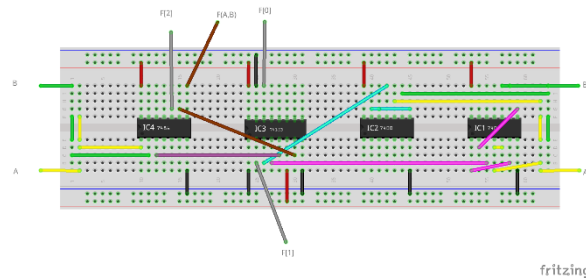 F[2]
F(A,B)
F[0]
B
B
IC4
IC3
IC2
IC1
A
A
F[1]
fritzing